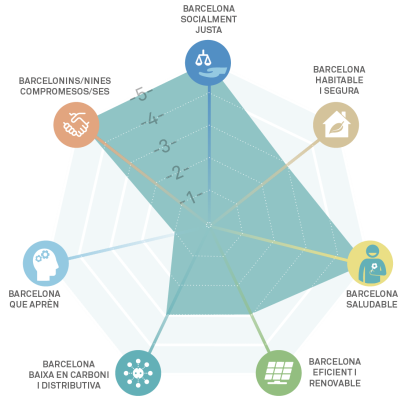 BARCELONA
SOCIALMENT
JUSTA
BARCELONINS/NINES
COMPROMESOS/SES
BARCELONA
HABITABLE
I SEGURA
-5-
-4-
-3-
-2-
-1-
BARCELONA
QUE APRÈN
BARCELONA
SALUDABLE
BARCELONA
BAIXA EN CARBONI
I DISTRIBUTIVA
BARCELONA
EFICIENT I
RENOVABLE